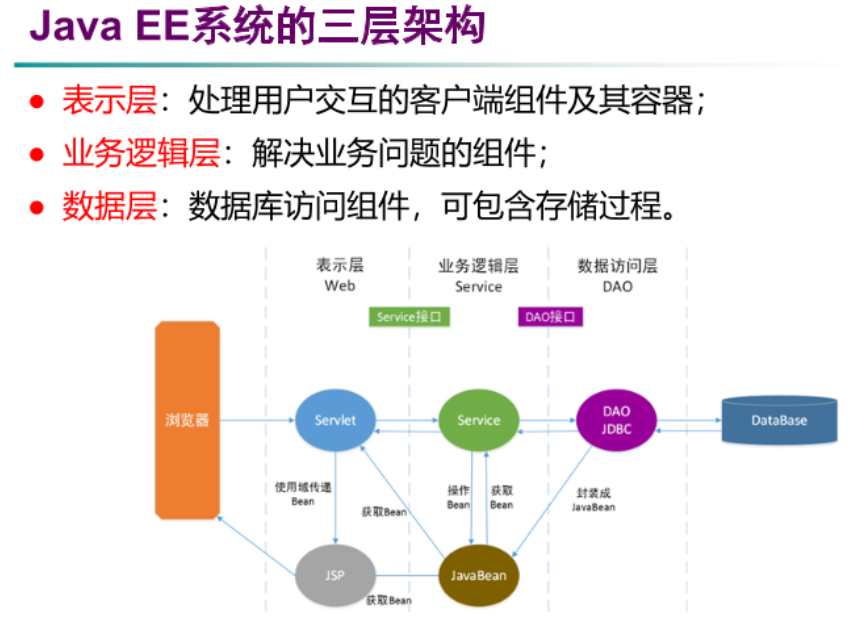 Java EE系统的三层架构
● 表示层：处理用户交互的客户端组件及其容器；
● 业务逻辑层：解决业务问题的组件；
● 数据层：数据库访问组件，可包含存储过程。
表示层
Web
业务逻辑层
Service
数据访问层
DAO
Service接口
DAO接口
浏览器
Servlet
Service
DAO
JDBC
DataBase
使用域传递
Bean
获取Bean
操作
Bean
获取
Bean
封装成
JavaBean
JSP
获取Bean
JavaBean